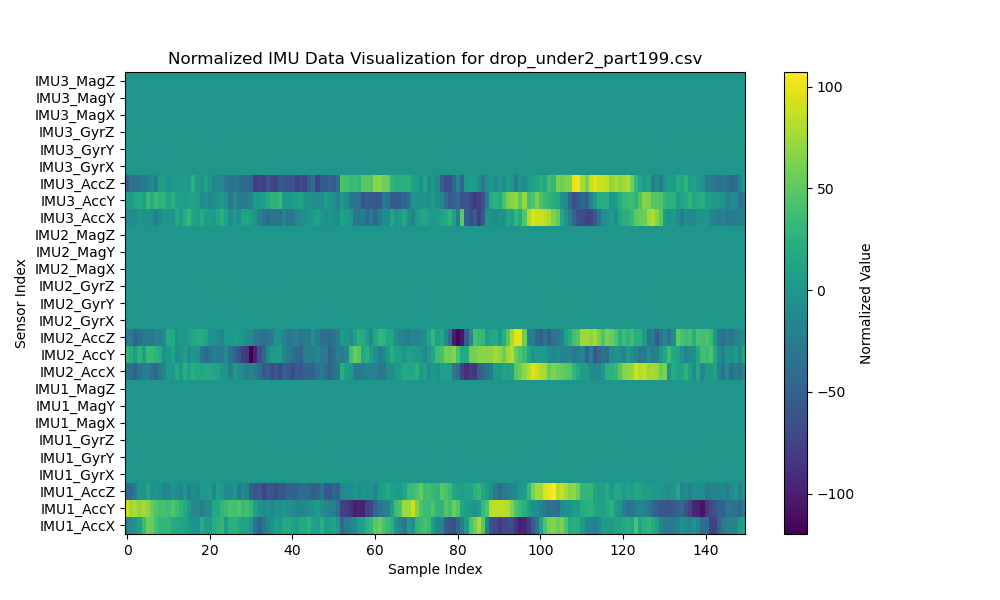 Normalized IMU Data Visualization for drop_under2_part199.csv
IMU3_MagZ
IMU3_MagY
IMU3_MagX
IMU3_GyrZ
IMU3_GyrY
IMU3_GyrX
IMU3_AccZ
IMU3_AccY
IMU3_AccX
IMU2_MagZ
IMU2_MagY
IMU2_MagX
IMU2_GyrZ
IMU2_GyrY
IMU2_GyrX
IMU2_AccZ
IMU2_AccY
IMU2_AccX
IMU1_MagZ
IMU1_MagY
IMU1_MagX
IMU1_GyrZ
IMU1_GyrY
IMU1_GyrX
IMU1_AccZ
IMU1_AccY
IMU1_AccX
Sensor Index
0 20 40 60 80 100 120 140
Sample Index
100
50
0
−50
−100
Normalized Value